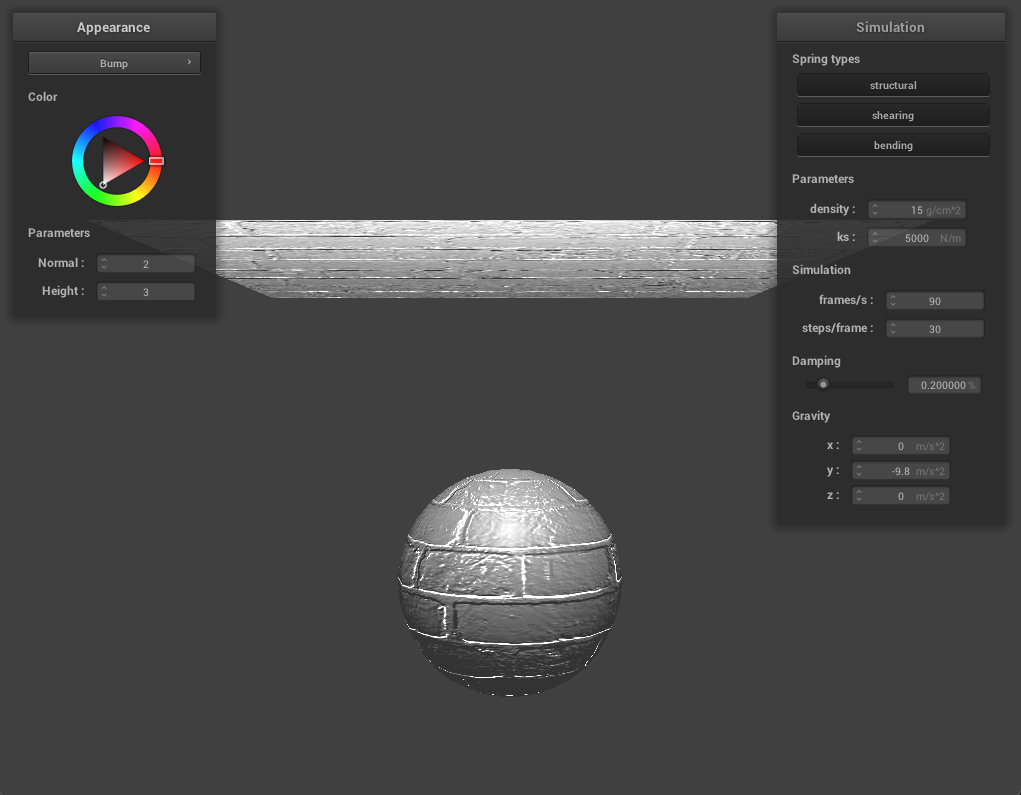 Appearance
Bump
Color
Parameters
Normal : 2
Height : 3
Simulation
Spring types
structural
shearing
bending
Parameters
density : 15 g/cm^2
ks : 5000 N/m
Simulation
frames/s : 90
steps/frame : 30
Damping
0.200000 %
Gravity
x : 0 m/s^2
y : -9.8 m/s^2
z : 0 m/s^2